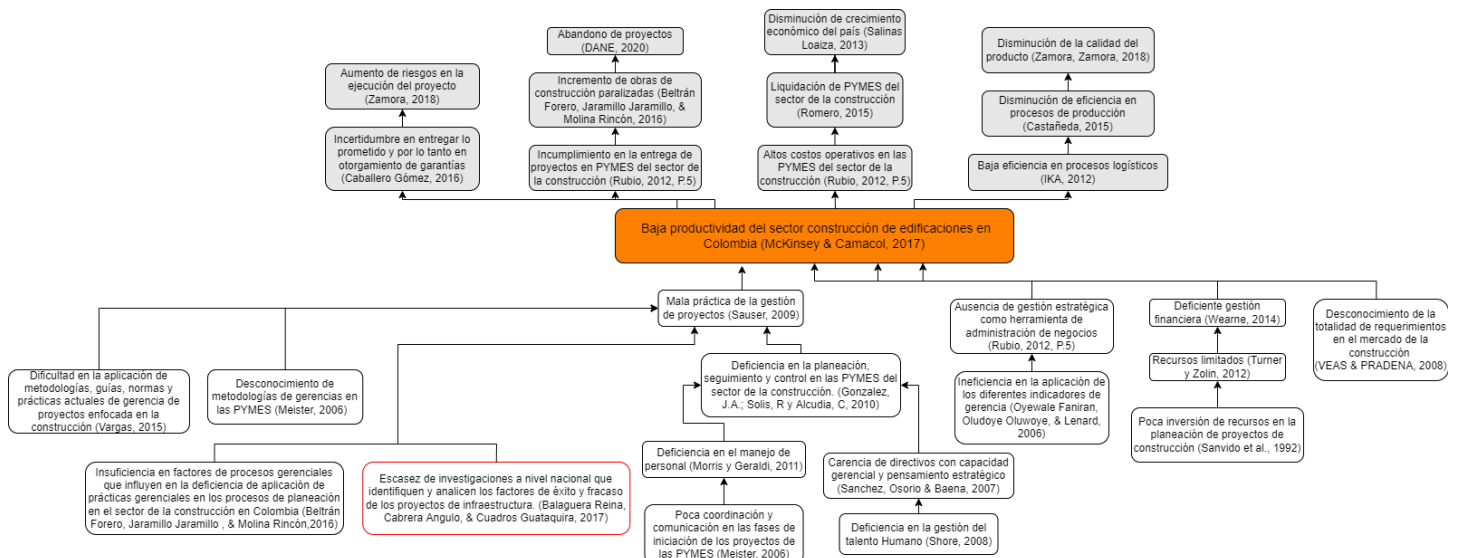 Disminución de crecimiento
económico del país (Salinas
Loaiza, 2013)
Abandono de proyectos
(DANE, 2020)
Disminución de la calidad del
producto (Zamora, Zamora, 2018)
Aumento de riesgos en la
ejecución del proyecto
(Zamora, 2018)
Incremento de obras de
construcción paralizadas (Beltrán
Forero, Jaramillo Jaramillo, &
Molina Rincón, 2016)
Liquidación de PYMES del
sector de la construcción
(Romero, 2015)
Disminución de eficiencia en
procesos de producción
(Castañeda, 2015)
Incertidumbre en entregar lo
prometido y por lo tanto en
otorgamiento de garantías
(Caballero Gómez, 2016)
Incumplimiento en la entrega de
proyectos en PYMES del sector de
la construcción (Rubio, 2012, P.5)
Altos costos operativos en las
PYMES del sector de la
construcción (Rubio, 2012, P.5)
Baja eficiencia en procesos logísticos
(IKA, 2012)
Baja productividad del sector construcción de edificaciones en
Colombia (McKinsey & Camacol, 2017)
Mala práctica de la gestión
de proyectos (Sauser, 2009)
Ausencia de gestión estratégica
como herramienta de
administración de negocios
(Rubio, 2012, P.5)
Deficiente gestión
financiera (Wearne, 2014)
Desconocimiento de la
totalidad de requerimientos
en el mercado de la
construcción
(VEAS & PRADENA, 2008)
Dificultad en la aplicación de
metodologías, guías, normas y
prácticas actuales de gerencia de
proyectos enfocada en la
construcción (Vargas, 2015)
Desconocimiento de
metodologías de gerencias en
las PYMES (Meister, 2006)
Deficiencia en la planeación,
seguimiento y control en las PYMES del
sector de la construcción. (Gonzalez,
J.A.; Solis, R y Alcudia, C, 2010)
Ineficiencia en la aplicación de
los diferentes indicadores de
gerencia (Oyewale Faniran,
Oludoye Oluwoye, & Lenard,
2006)
Recursos limitados (Turner
y Zolin, 2012)
Poca inversión de recursos en la
planeación de proyectos de
construcción (Sanvido et al., 1992)
Insuficiencia en factores de procesos gerenciales
que influyen en la deficiencia de aplicación de
prácticas gerenciales en los procesos de planeación
en el sector de la construcción en Colombia (Beltrán
Forero, Jaramillo Jaramillo , & Molina Rincón,2016)
Escasez de investigaciones a nivel nacional que
identifiquen y analicen los factores de éxito y fracaso
de los proyectos de infraestructura. (Balaguera Reina,
Cabrera Angulo, & Cuadros Guataquira, 2017)
Deficiencia en el manejo de
personal (Morris y Geraldi, 2011)
Carencia de directivos con capacidad
gerencial y pensamiento estratégico
(Sanchez, Osorio & Baena, 2007)
Poca coordinación y
comunicación en las fases de
iniciación de los proyectos de
las PYMES (Meister, 2006)
Deficiencia en la gestión del
talento Humano (Shore, 2008)